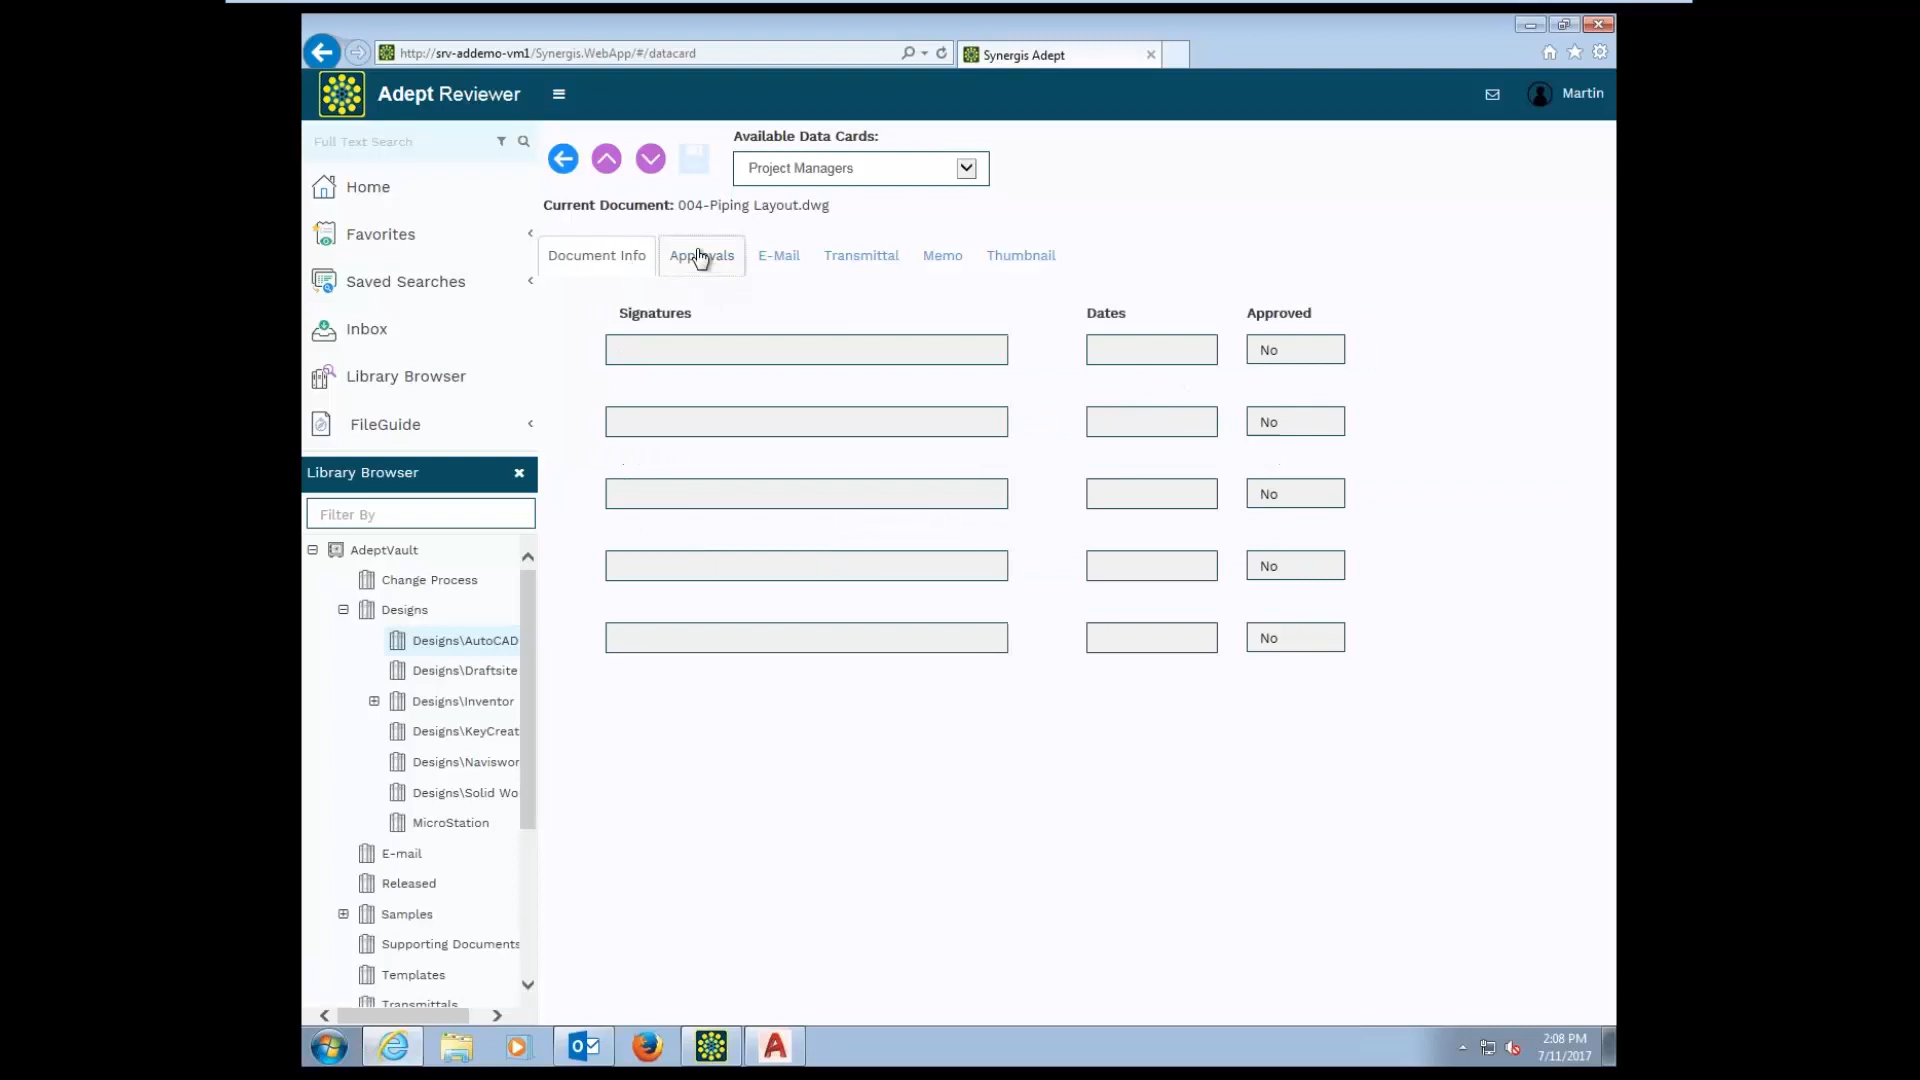 http://srv-addemo-vm1/Synergis.WebApp/#/datacard
Synergis Adept
Adept Reviewer
Martin
Full Text Search
Home
Favorites
Saved Searches
Inbox
Library Browser
FileGuide
Library Browser
Filter By
AdeptVault
Change Process
Designs
Designs\AutoCAD
Designs\Draftsite
Designs\Inventor
Designs\KeyCreat
Designs\Naviswor
Designs\Solid Wo
MicroStation
E-mail
Released
Samples
Supporting Documents
Templates
Transmittals
Available Data Cards:
Project Managers
Current Document: 004-Piping Layout.dwg
Document Info Approvals E-Mail Transmittal Memo Thumbnail
Signatures Dates Approved
No
No
No
No
No
2:08 PM
7/11/2017